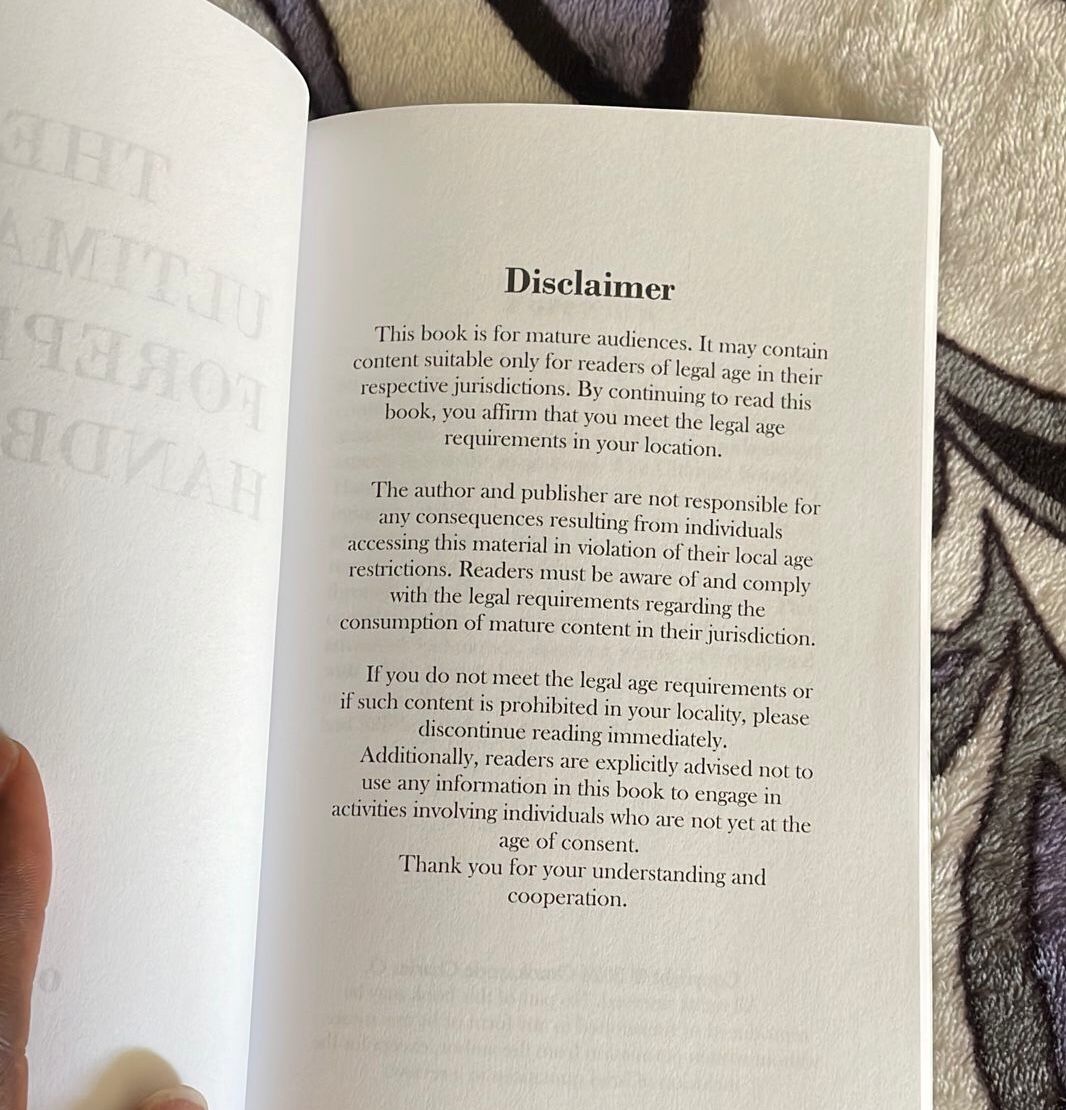 THE
ULTIMA
FOREP
HANDB
Disclaimer
This book is for mature audiences. It may contain
content suitable only for readers of legal age in their
respective jurisdictions. By continuing to read this
book, you affirm that you meet the legal age
requirements in your location.
The author and publisher are not responsible for
any consequences resulting from individuals
accessing this material in violation of their local age
restrictions. Readers must be aware of and comply
with the legal requirements regarding the
consumption of mature content in their jurisdiction.
If you do not meet the legal age requirements or
if such content is prohibited in your locality, please
discontinue reading immediately.
Additionally, readers are explicitly advised not to
use any information in this book to engage in
activities involving individuals who are not yet at the
age of consent.
Thank you for your understanding and
cooperation.